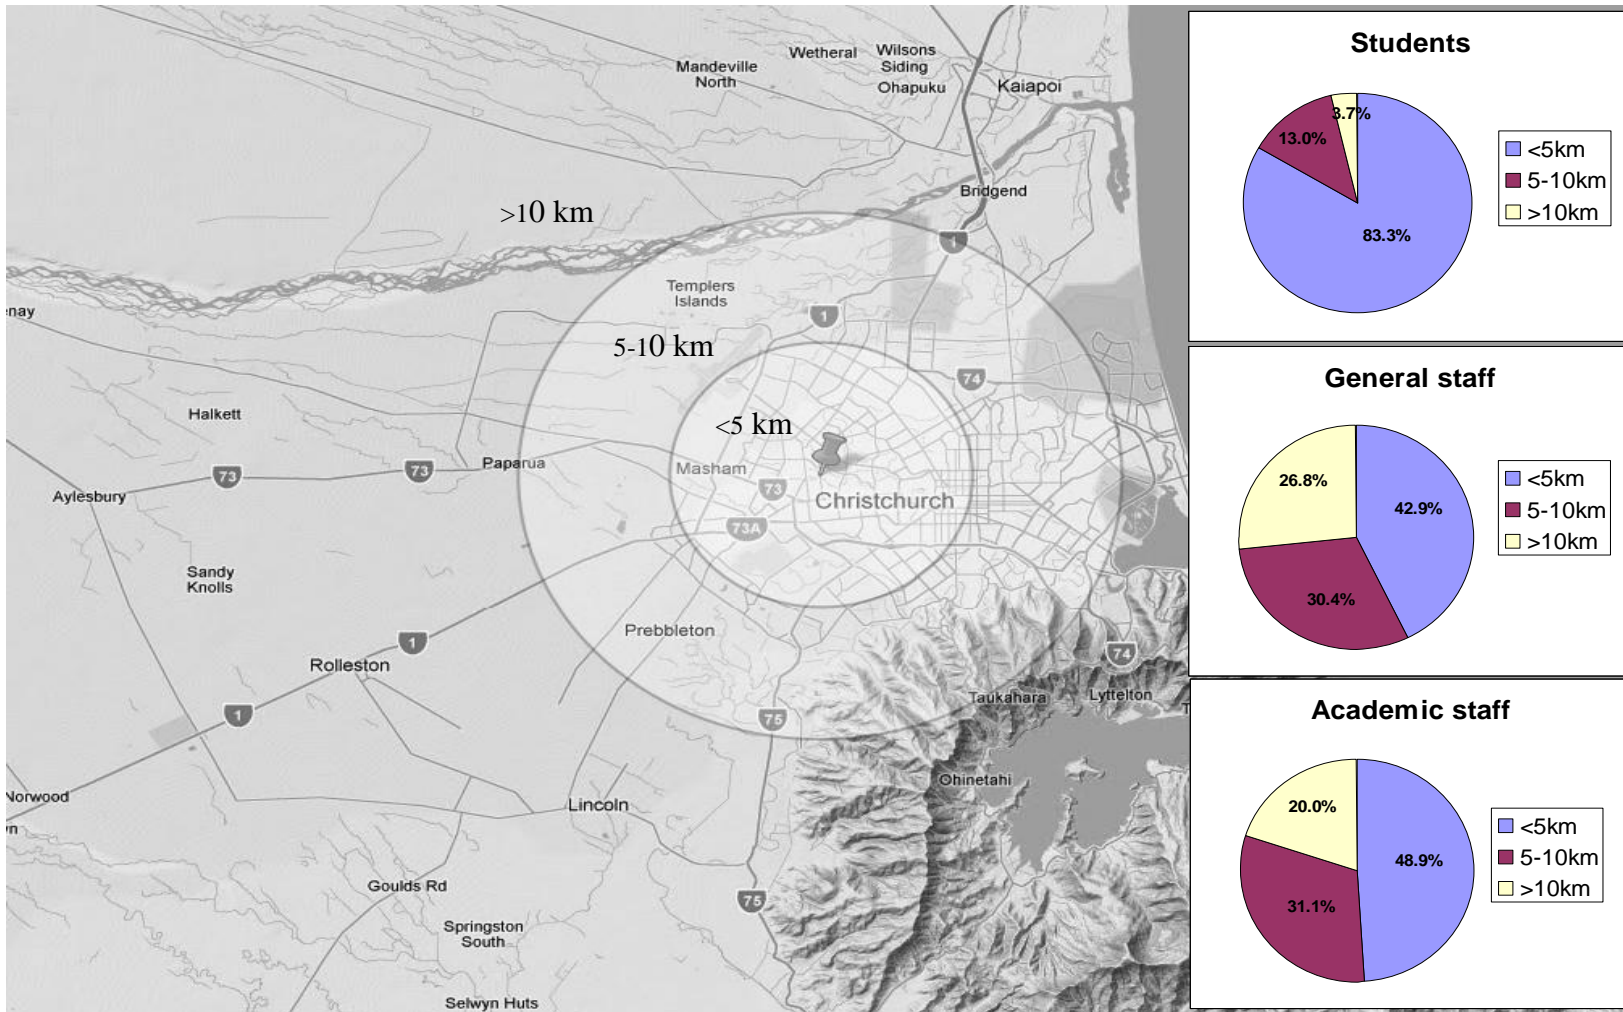 Wetheral
Wilsons
Siding
Mandeville
North
Ohapuku
Kaiapoi
Bridgend
>10 km
1
Templers
Islands
enay
1
5-10 km
74
Halkett
<5 km
Paparua
Masham
73
73
73
Aylesbury
Christchurch
73A
Sandy
Knolls
Prebbleton
1
Rolleston
74
Taukahara
Lyttelton
T
1
75
Ohinetahi
Norwood
wn
Lincoln
Goulds Rd
75
Springston
South
Selwyn Huts
Students
3.7%
13.0%
83.3%
<5km
5-10km
>10km
General staff
26.8%
42.9%
30.4%
<5km
5-10km
>10km
Academic staff
20.0%
48.9%
31.1%
<5km
5-10km
>10km